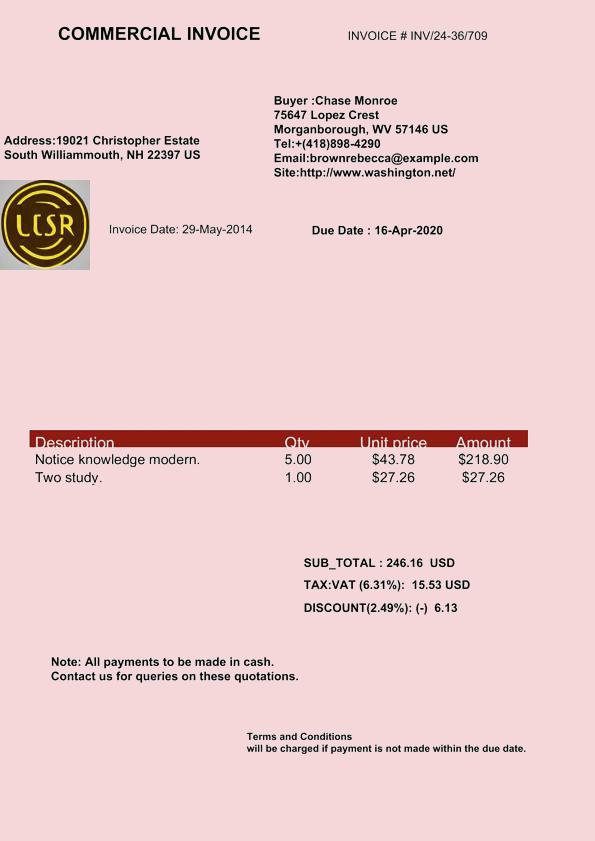 COMMERCIAL INVOICE
INVOICE # INV/24-36/709
Buyer :Chase Monroe
75647 Lopez Crest
Morganborough, WV 57146 US
Tel:+(418)898-4290
Email:brownrebecca@example.com
Site:http://www.washington.net/
Address:19021 Christopher Estate
South Williammouth, NH 22397 US
LCSR
Invoice Date: 29-May-2014
Due Date : 16-Apr-2020
Description Qty Unit price Amount
Notice knowledge modern. 5.00 $43.78 $218.90
Two study. 1.00 $27.26 $27.26
SUB_TOTAL : 246.16 USD
TAX:VAT (6.31%): 15.53 USD
DISCOUNT(2.49%): (-) 6.13
Note: All payments to be made in cash.
Contact us for queries on these quotations.
Terms and Conditions
will be charged if payment is not made within the due date.